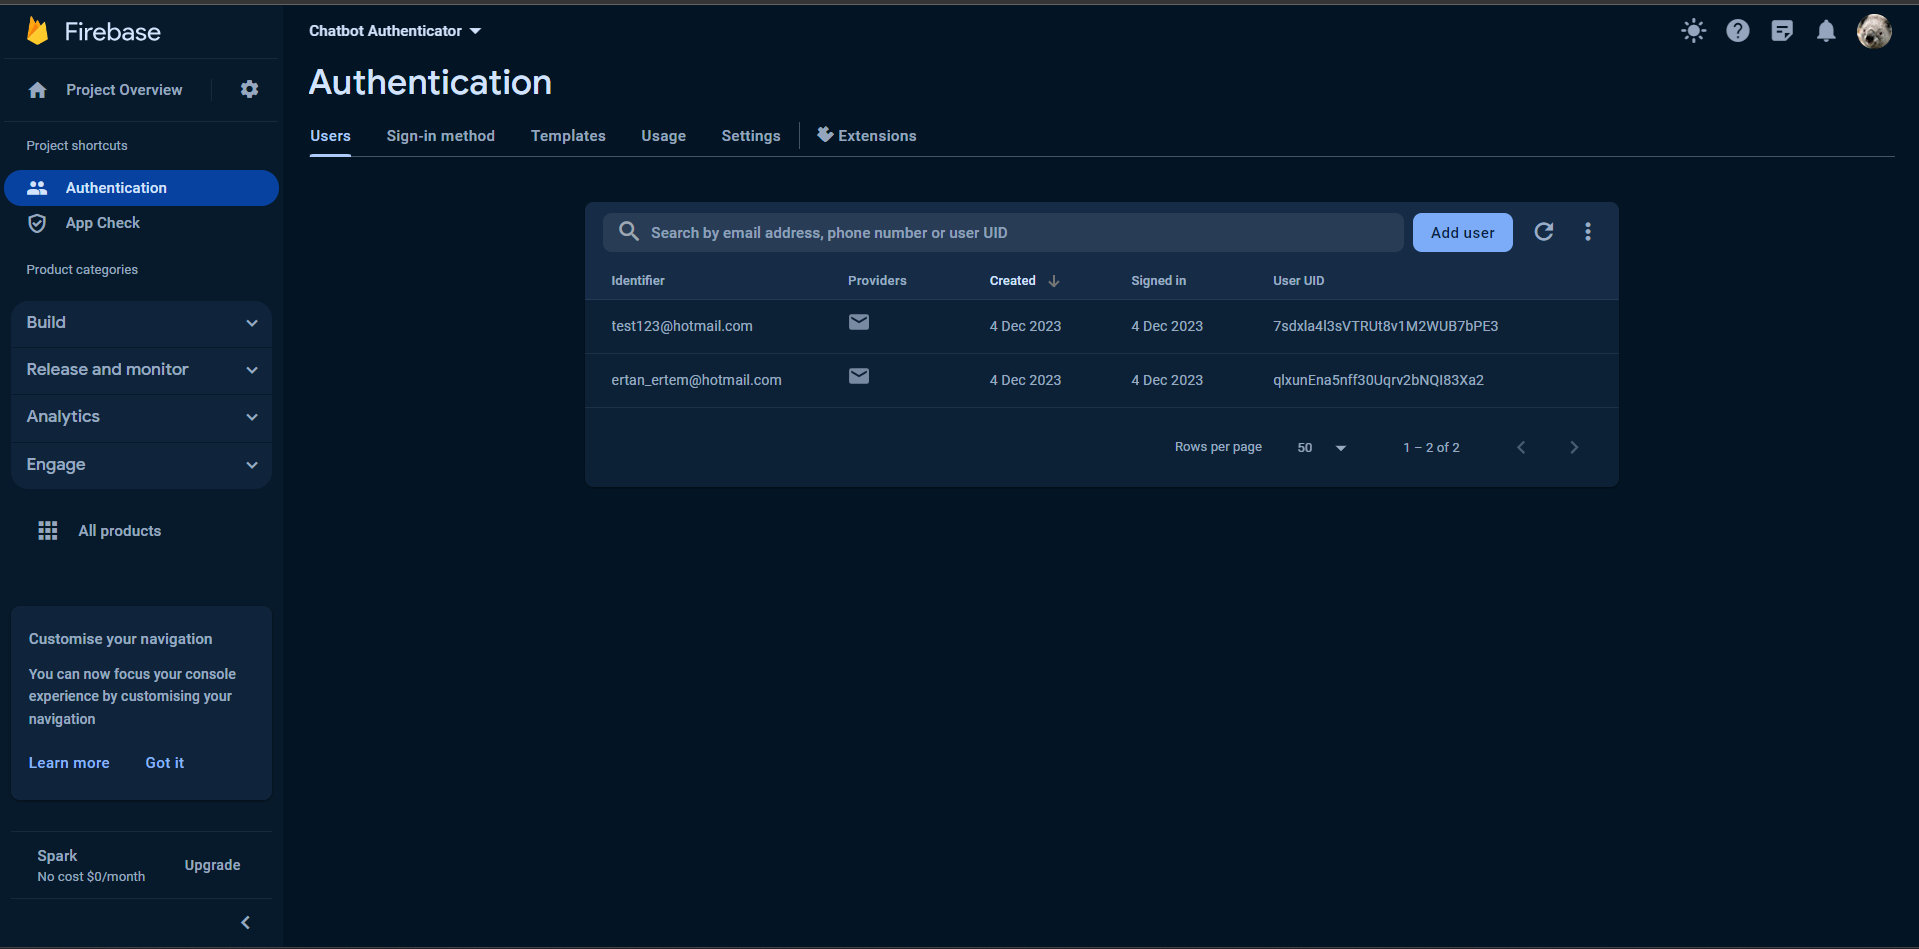 Firebase
Project Overview
Project shortcuts
Authentication
App Check
Product categories
Build
Release and monitor
Analytics
Engage
All products
Customise your navigation
You can now focus your console
experience by customising your
navigation
Learn more Got it
Spark
No cost $0/month
Upgrade
Chatbot Authenticator
Authentication
Users Sign-in method Templates Usage Settings Extensions
Search by email address, phone number or user UID
Add user
Identifier Providers Created Signed in User UID
test123@hotmail.com 4 Dec 2023 4 Dec 2023 7sdxla4l3sVTRUt8v1M2WUB7bPE3
ertan_ertem@hotmail.com 4 Dec 2023 4 Dec 2023 qlxunEna5nff30Uqrv2bNQI83Xa2
Rows per page 50 1 – 2 of 2